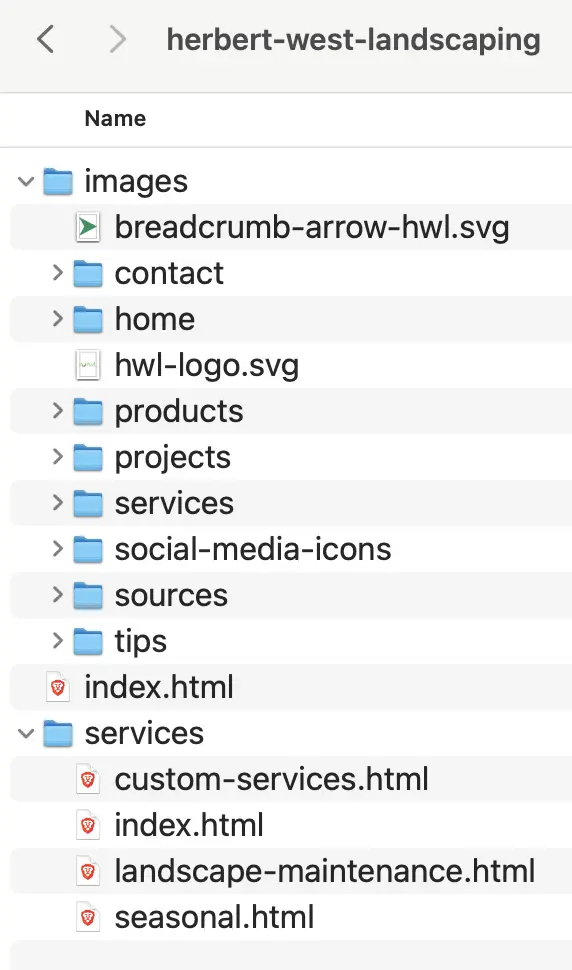 herbert-west-landscaping
Name
images
breadcrumb-arrow-hwl.svg
contact
home
hwl-logo.svg
products
projects
services
social-media-icons
sources
tips
index.html
services
custom-services.html
index.html
landscape-maintenance.html
seasonal.html